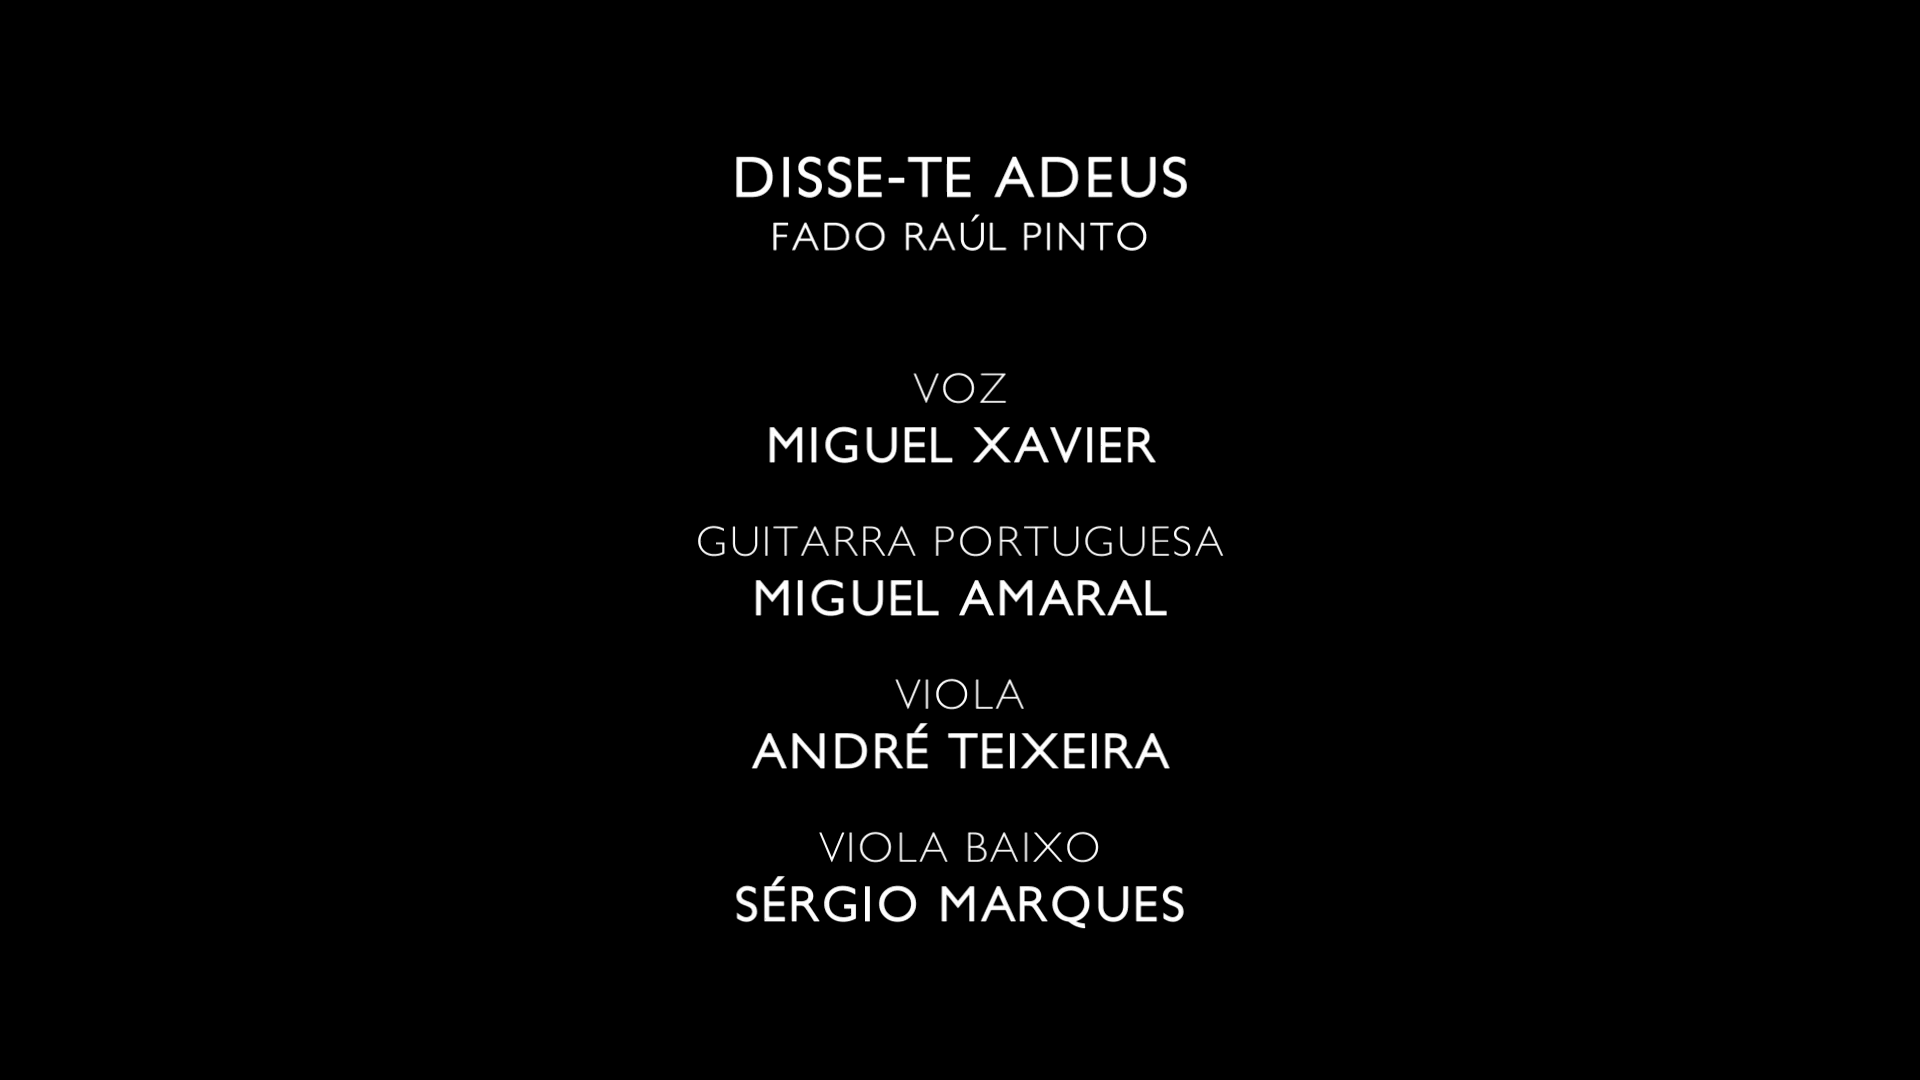 DISSE-TE ADEUS
FADO RAÚL PINTO
VOZ
MIGUEL XAVIER
GUITARRA PORTUGUESA
MIGUEL AMARAL
VIOLA
ANDRÉ TEIXEIRA
VIOLA BAIXO
SÉRGIO MARQUES